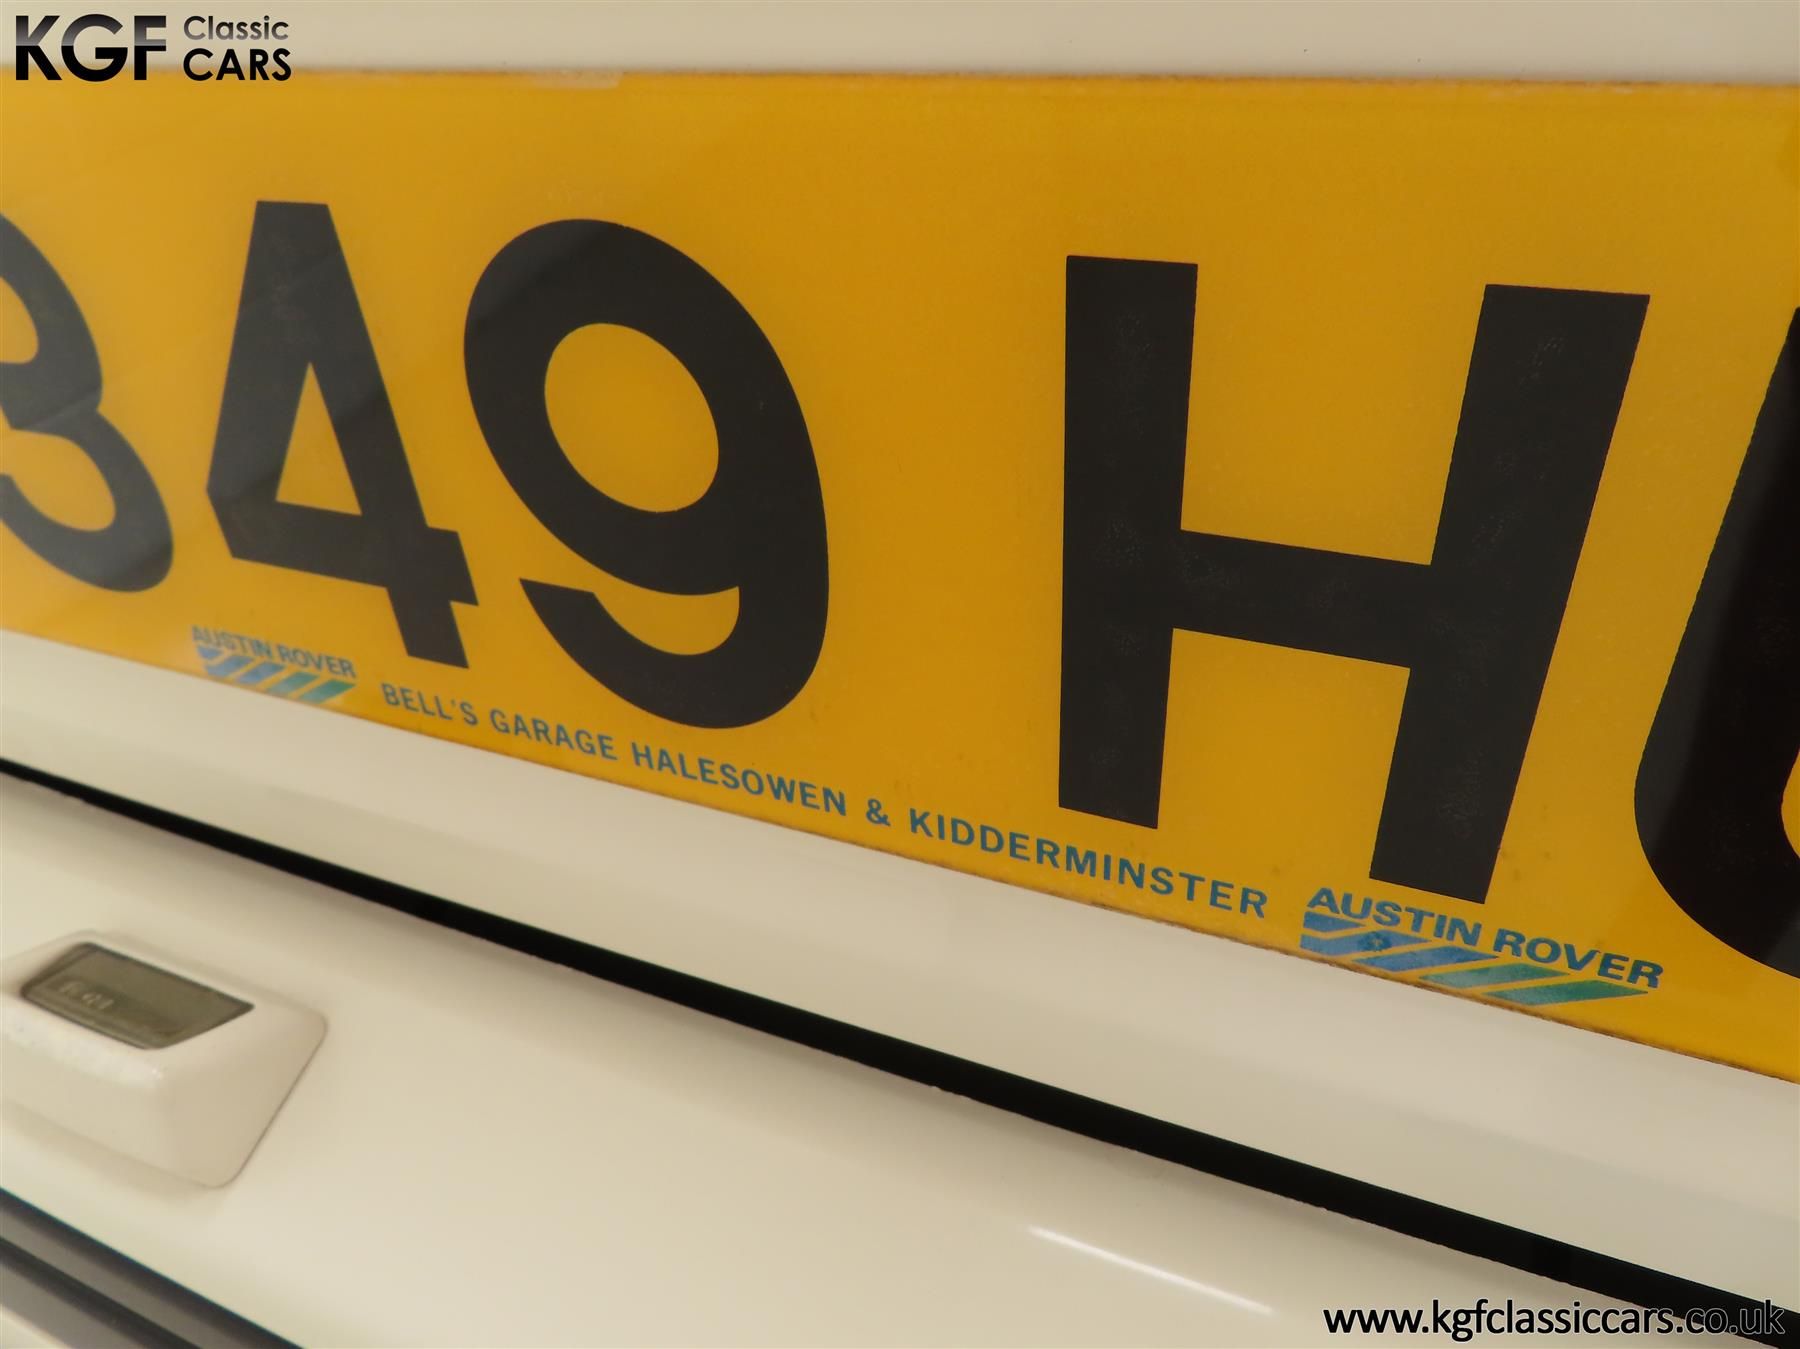 KGF Classic CARS
349 H
AUSTIN ROVER BELL'S GARAGE HALESOWEN & KIDDERMINSTER AUSTIN ROVER
www.kgfclassiccars.co.uk